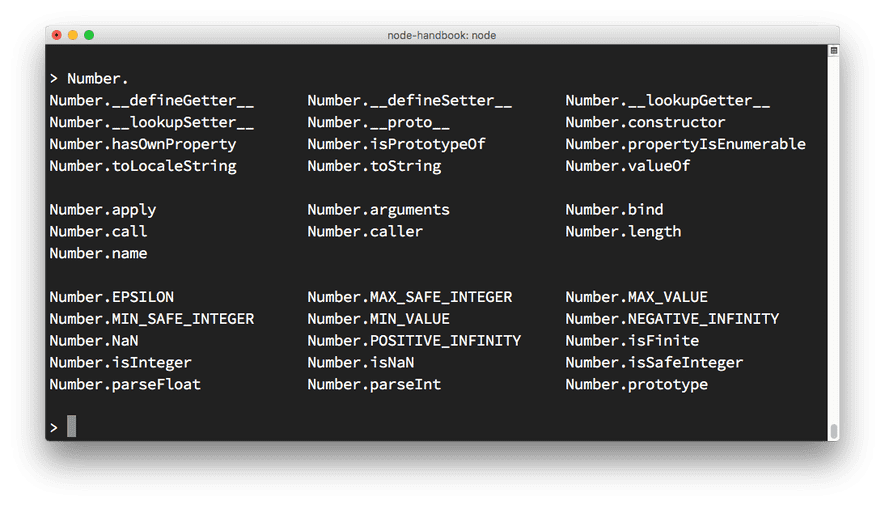 node-handbook: node
> Number.
Number.__defineGetter__ Number.__defineSetter__ Number.__lookupGetter__
Number.__lookupSetter__ Number.__proto__ Number.constructor
Number.hasOwnProperty Number.isPrototypeOf Number.propertyIsEnumerable
Number.toLocaleString Number.toString Number.valueOf
Number.apply Number.arguments Number.bind
Number.call Number.caller Number.length
Number.name
Number.EPSILON Number.MAX_SAFE_INTEGER Number.MAX_VALUE
Number.MIN_SAFE_INTEGER Number.MIN_VALUE Number.NEGATIVE_INFINITY
Number.NaN Number.POSITIVE_INFINITY Number.isFinite
Number.isInteger Number.isNaN Number.isSafeInteger
Number.parseFloat Number.parseInt Number.prototype
>